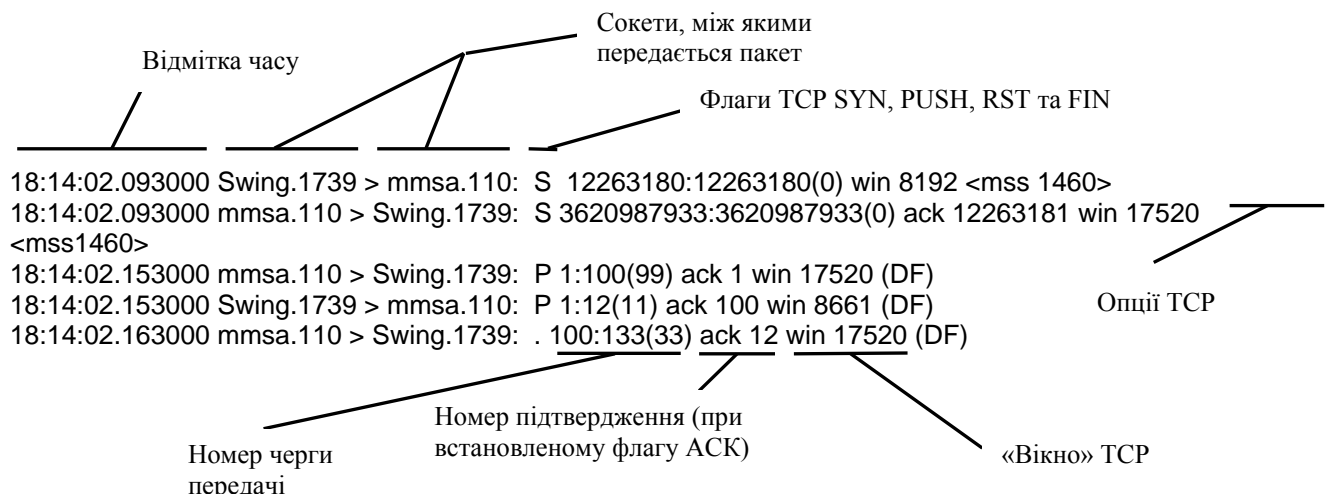 Сокети, між якими
передається пакет
Відмітка часу
Флаги TCP SYN, PUSH, RST та FIN
18:14:02.093000 Swing.1739 > mmsa.110: S 12263180:12263180(0) win 8192 <mss 1460>
18:14:02.093000 mmsa.110 > Swing.1739: S 3620987933:3620987933(0) ack 12263181 win 17520
<mss1460>
18:14:02.153000 mmsa.110 > Swing.1739: P 1:100(99) ack 1 win 17520 (DF)
18:14:02.153000 Swing.1739 > mmsa.110: P 1:12(11) ack 100 win 8661 (DF)
18:14:02.163000 mmsa.110 > Swing.1739: . 100:133(33) ack 12 win 17520 (DF)
Опції TCP
Номер підтвердження (при
встановленому флагу АСК)
Номер черги
передачі
«Вікно» TCP